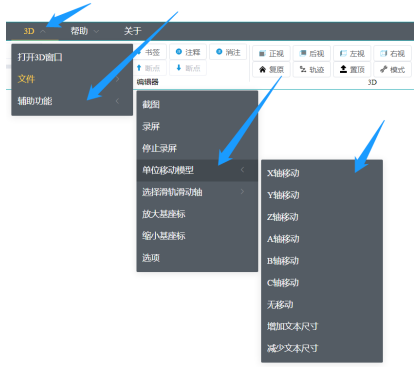 3D 帮助 关于
打开3D窗口
文件
辅助功能
书签 注释 消注
断点 断点
编辑器
正视 后视 左视 右视
复原 轨迹 置顶 模式
3D
截图
录屏
停止录屏
单位移动模型
选择滑轨滑动轴
放大基座标
缩小基座标
选项
X轴移动
Y轴移动
Z轴移动
A轴移动
B轴移动
C轴移动
无移动
增加文本尺寸
减少文本尺寸